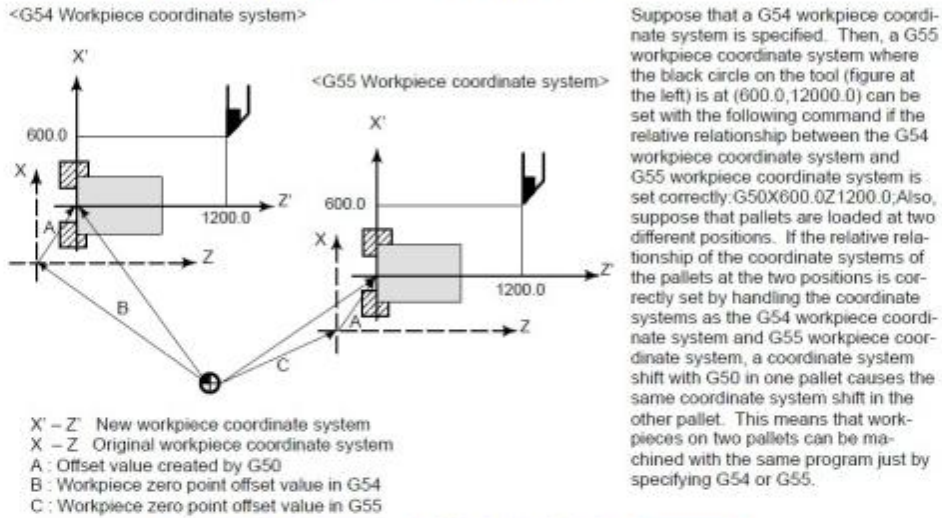 <G54 Workpiece coordinate system>
X'
600.0
X
A
Z'
1200.0
Z
B
<G55 Workpiece coordinate system>
X'
600.0
X
A
Z'
1200.0
Z
C
X' – Z' New workpiece coordinate system
X – Z Original workpiece coordinate system
A : Offset value created by G50
B : Workpiece zero point offset value in G54
C : Workpiece zero point offset value in G55
Suppose that a G54 workpiece coordi-
nate system is specified. Then, a G55
workpiece coordinate system where
the black circle on the tool (figure at
the left) is at (600.0,12000.0) can be
set with the following command if the
relative relationship between the G54
workpiece coordinate system and
G55 workpiece coordinate system is
set correctly:G50X600.0Z1200.0;Also,
suppose that pallets are loaded at two
different positions. If the relative rela-
tionship of the coordinate systems of
the pallets at the two positions is cor-
rectly set by handling the coordinate
systems as the G54 workpiece coordi-
nate system and G55 workpiece coor-
dinate system, a coordinate system
shift with G50 in one pallet causes the
same coordinate system shift in the
other pallet. This means that work-
pieces on two pallets can be ma-
chined with the same program just by
specifying G54 or G55.